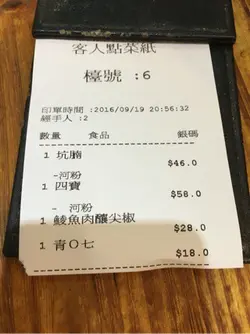 客人點菜紙
檯號 :6
印單時間 :2016/09/19 20:56:32
經手人 :2
數量 食品 銀碼
1 坑腩
$46.0
-河粉
1 四寶
$58.0
-河粉
1 鯪魚肉釀尖椒
$28.0
1 青O七
$18.0